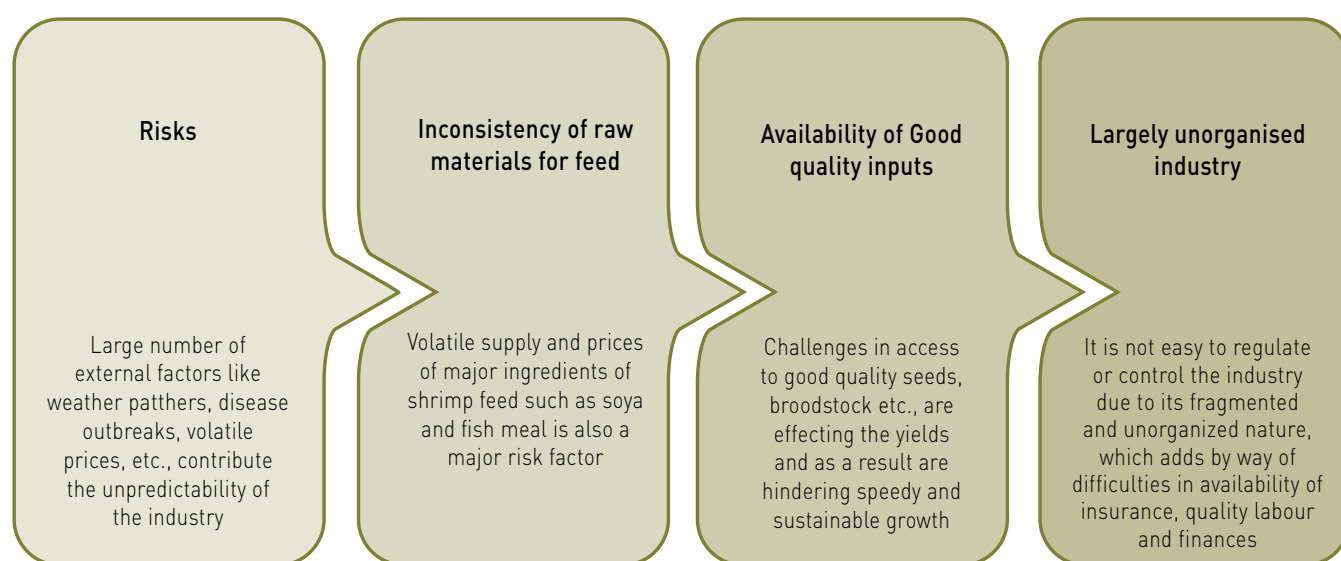 Risks
Large number of
external factors like
weather patthers, disease
outbreaks, volatile
prices, etc., contribute
the unpredictability of
the industry
Inconsistency of raw
materials for feed
Volatile supply and prices
of major ingredients of
shrimp feed such as soya
and fish meal is also a
major risk factor
Availability of Good
quality inputs
Challenges in access
to good quality seeds,
broodstock etc., are
effecting the yields
and as a result are
hindering speedy and
sustainable growth
Largely unorganised
industry
It is not easy to regulate
or control the industry
due to its fragmented
and unorganized nature,
which adds by way of
difficulties in availability of
insurance, quality labour
and finances